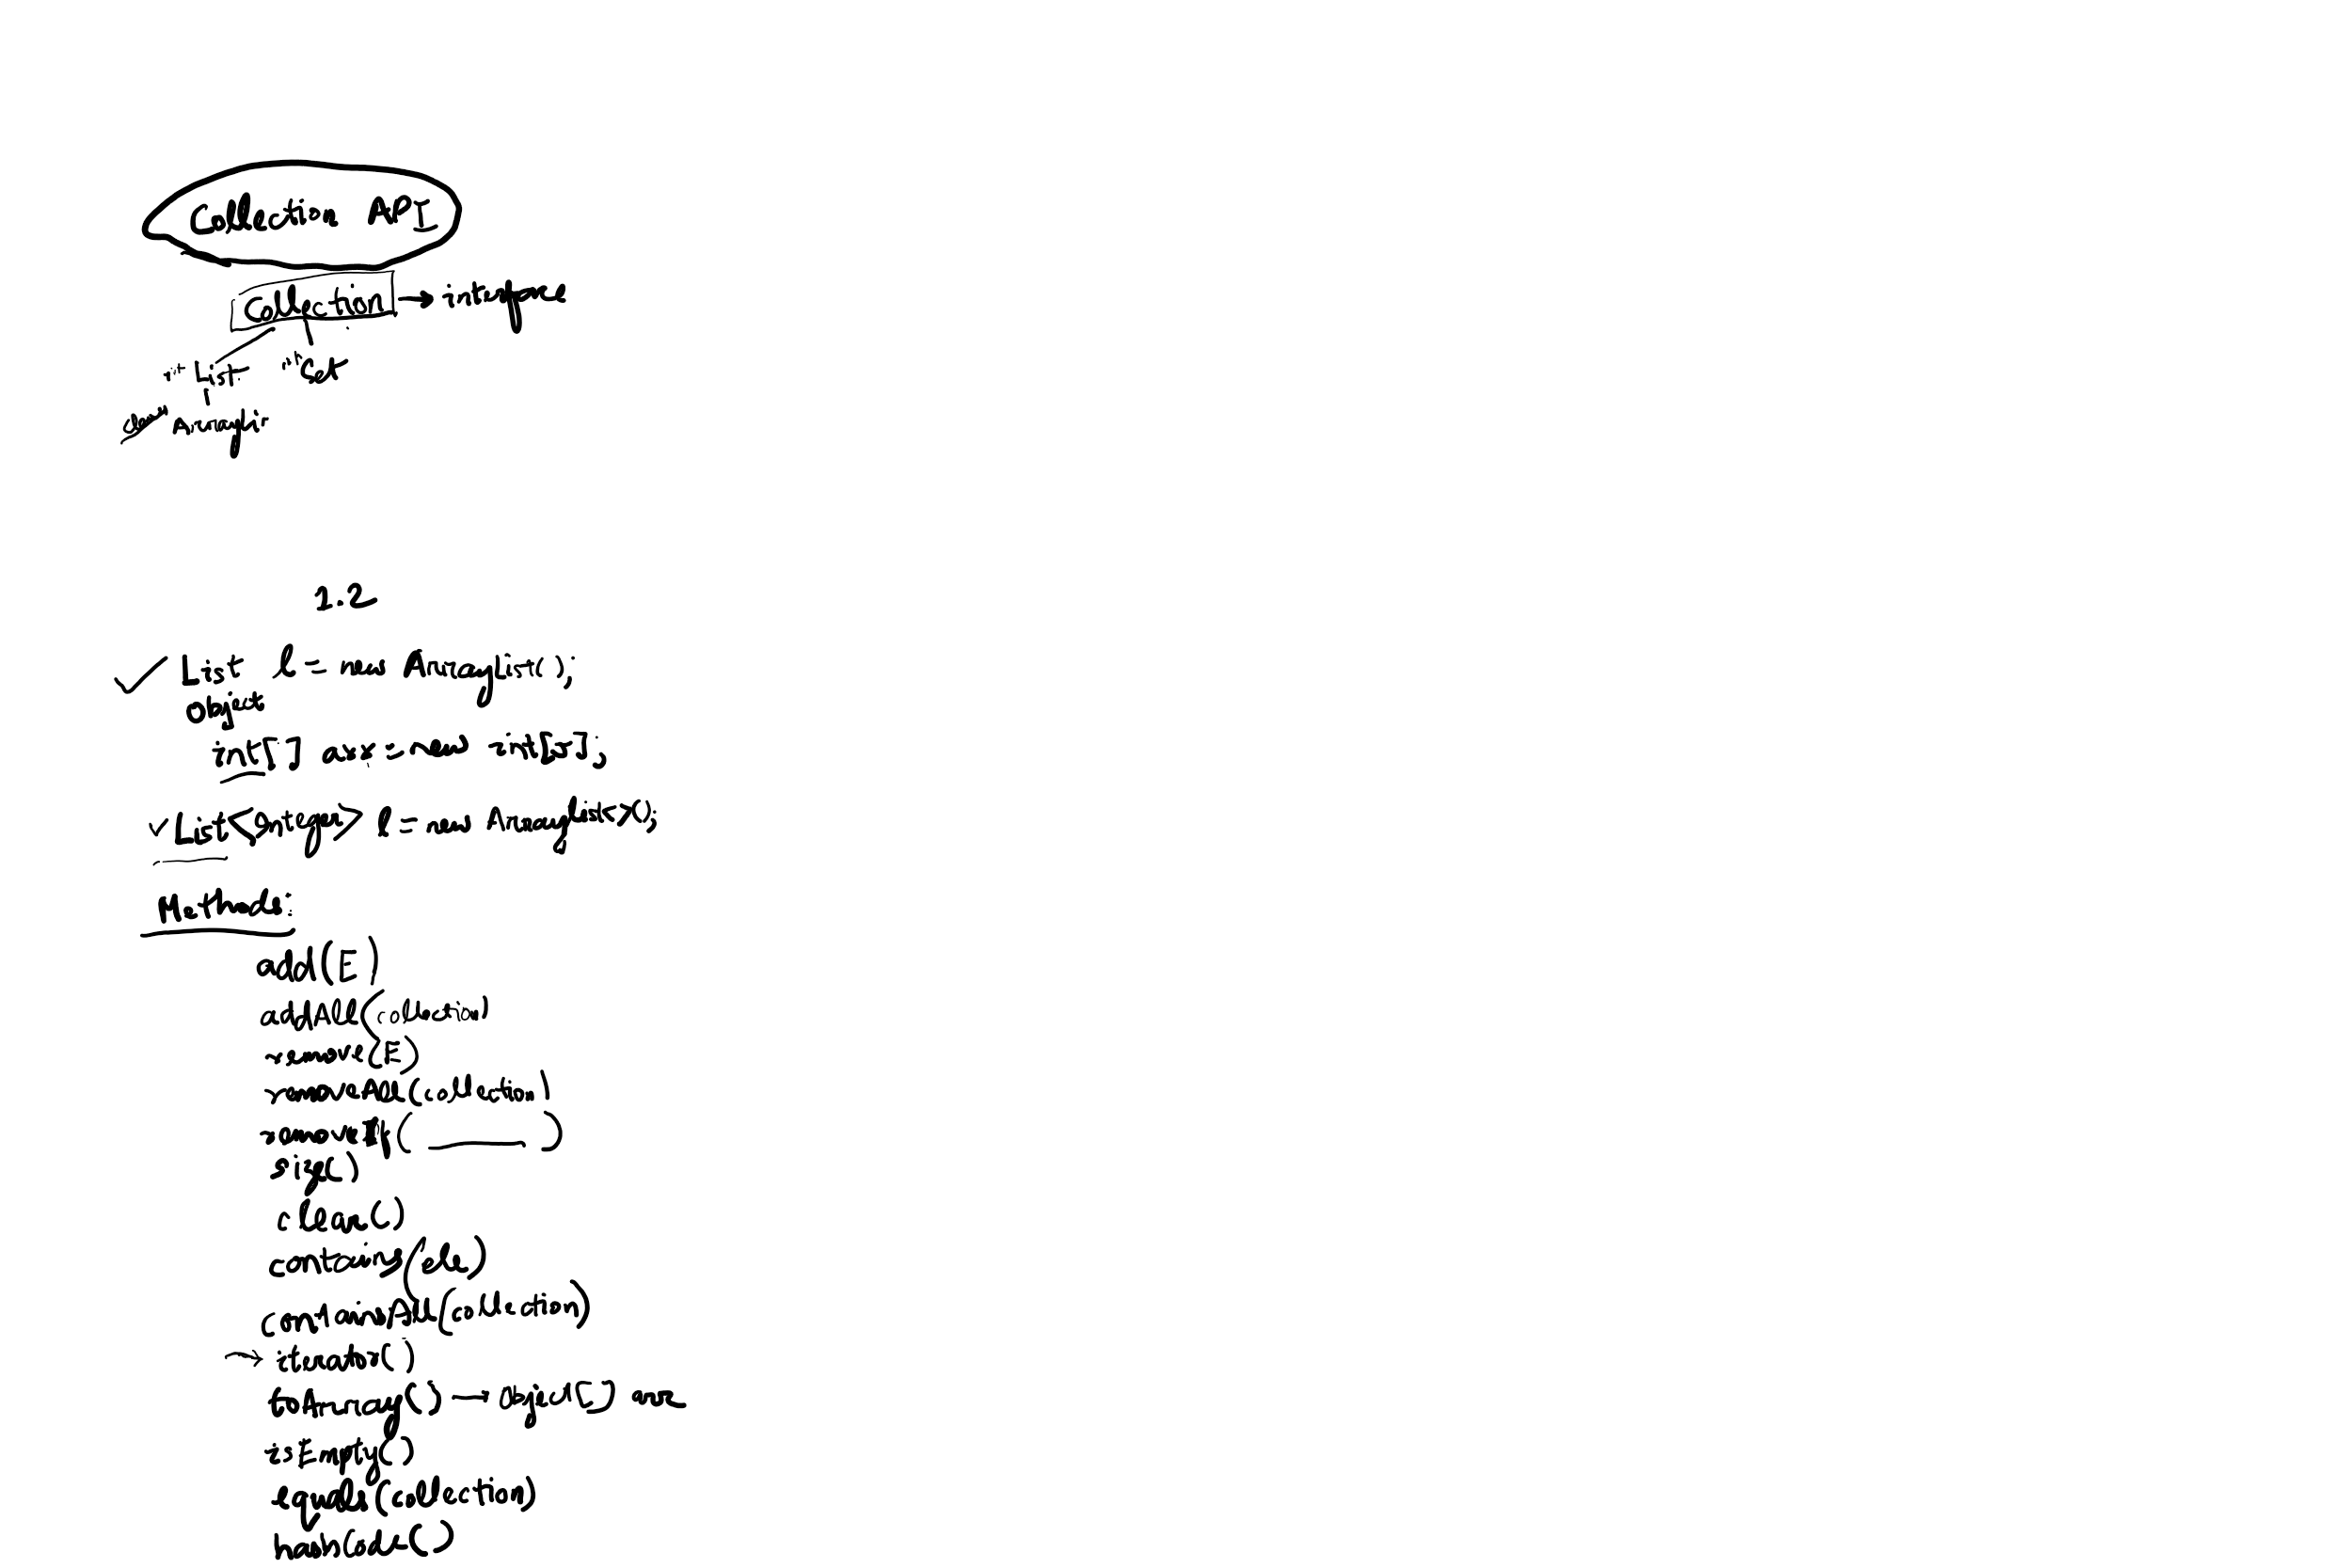 Collection API
Collection → interface
int List int Set
class ArrayLi
1.2
✓ List l = new ArrayList();
Object
int[] arr = new int[5];
✓ List<Integer> l = new ArrayList<>();
Methods:
add(E)
addAll(collection)
remove(E)
removeAll(collection)
removeIf( ______ )
size()
clear()
contains(ele)
containsAll(collection)
→ iterator()
toArray() → Object[] arr
isEmpty()
equals(collection)
hashCode()